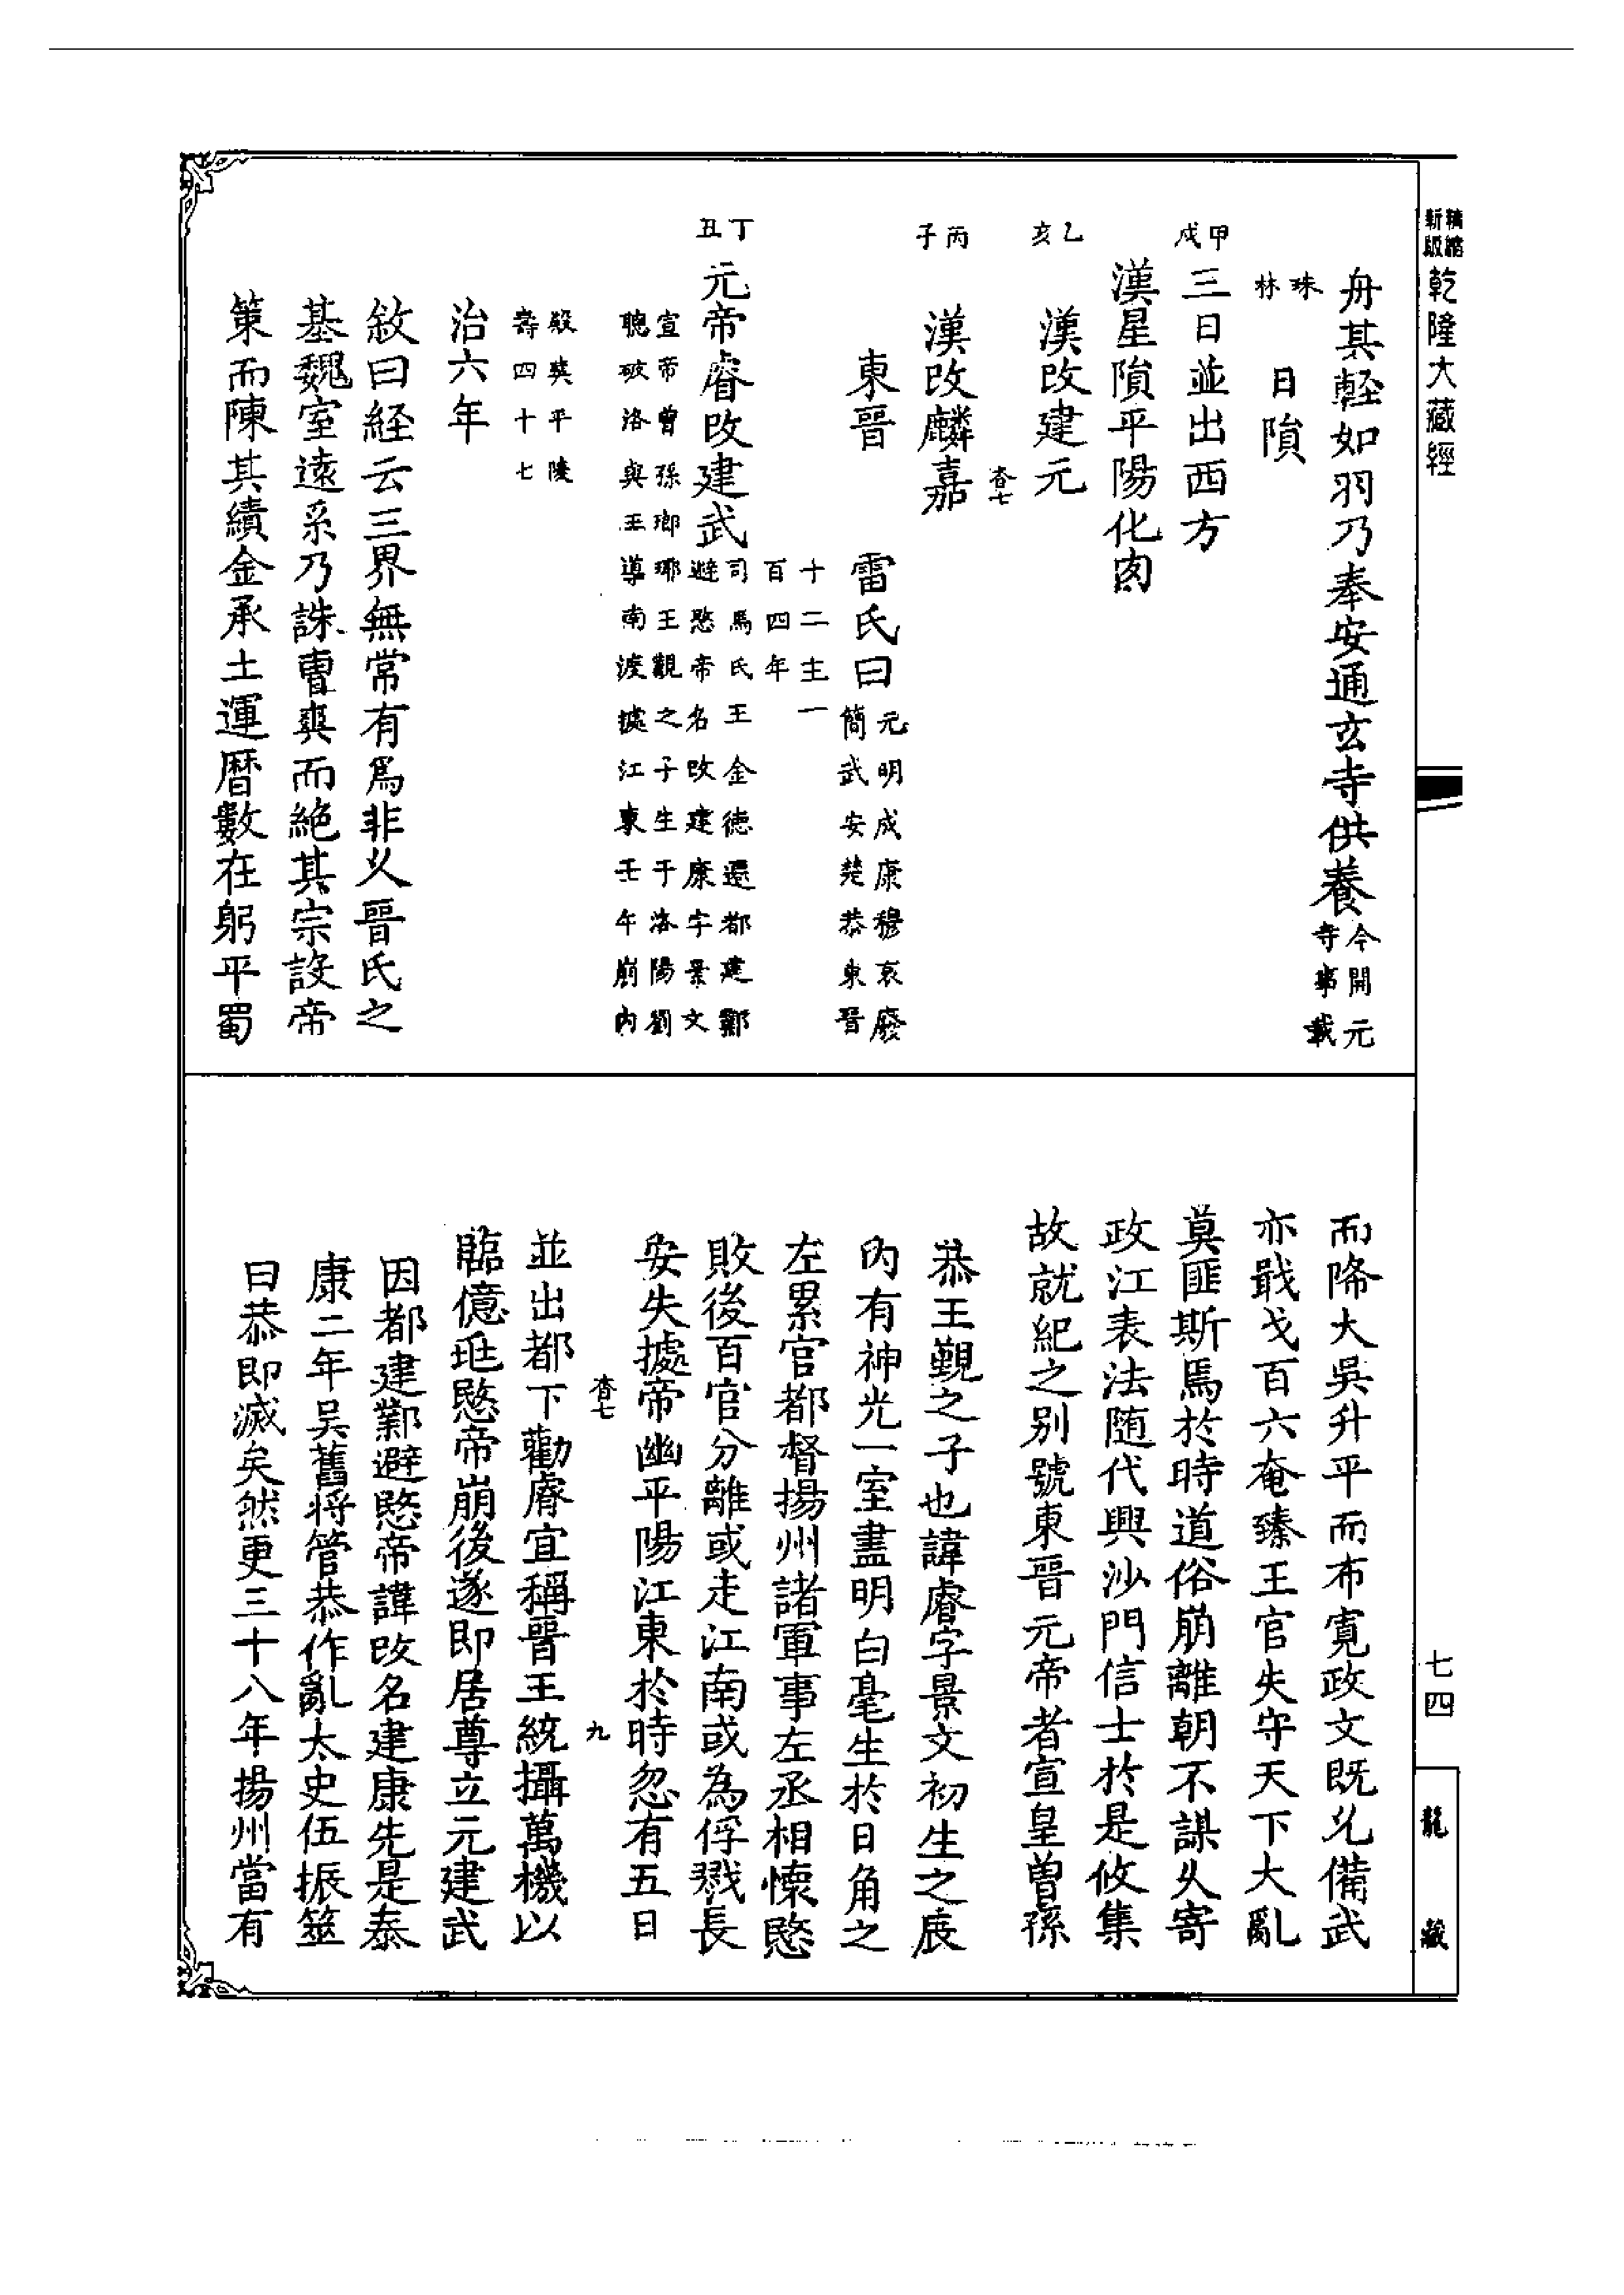 精縮新版
乾隆大藏經
舟其輕如羽乃奉安通玄寺供養今開元寺事載
珠林
日隕
甲戌
三日並出西方
漢星隕平陽化肉
乙亥
漢改建元
杳七
丙子
漢改麟嘉
東晉
雷氏曰元明成康穆哀廢簡武安楚恭東晉
十二主一百四年
丁丑
元帝睿改建武司馬氏王金德還都建鄴避愍帝名改建康字景文
宣帝曾孫瑯琊王覲之子生于洛陽劉聰破洛與王導南渡據江東壬午崩內
殿葬平陵壽四十七
治六年
敘曰経云三界無常有爲非乆晉氏之
基魏室遠系乃誅曹爽而絕其宗設帝
策而陳其績金承土運曆數在躬平蜀
而降大吳升平而布寬政文既允備武
亦戢戈百六奄臻王官失守天下大亂
莫匪斯焉於時道俗崩離朝不謀夕寄
政江表法随代興沙門信士於是攸集
故就紀之别號東晉元帝者宣皇曽孫
恭王覲之子也諱睿字景文初生之辰
內有神光一室盡明白毫生於日角之
左累官都督揚州諸軍事左丞相懷愍
敗後百官分離或走江南或為俘戮長
安失據帝幽平陽江東於時忽有五日
杳七
九
並出都下勸睿宜稱晉王統攝萬機以
臨億兆愍帝崩後遂即居尊立元建武
因都建鄴避愍帝諱改名建康先是泰
康二年吳舊将管恭作亂太史伍振筮
曰恭即滅矣然更三十八年揚州當有
七四
龍藏